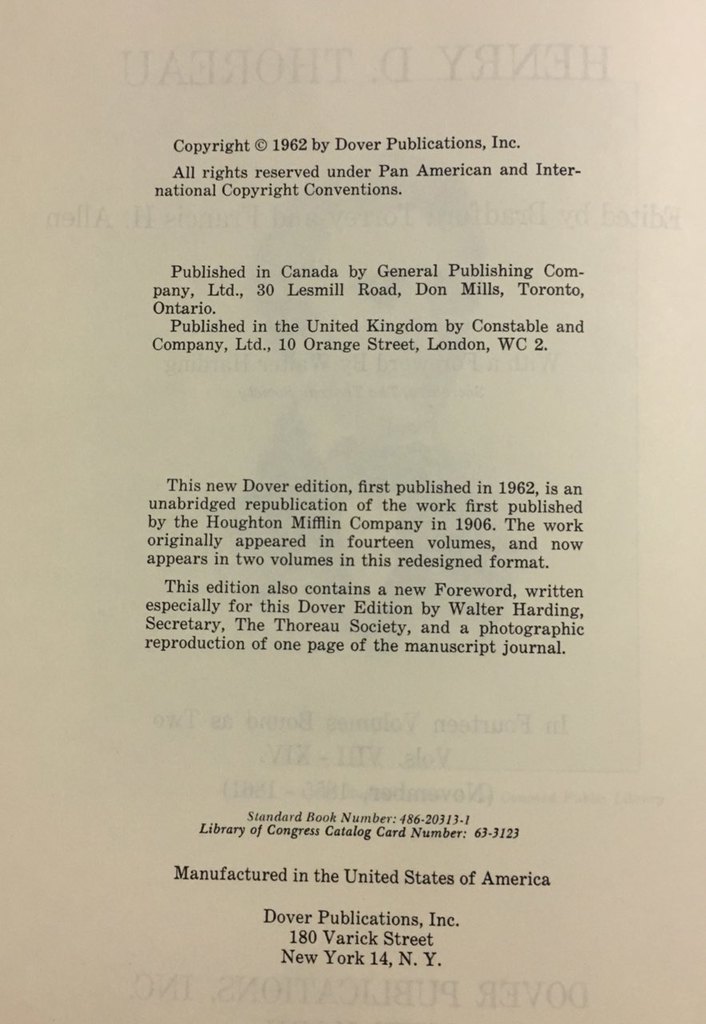 Copyright © 1962 by Dover Publications, Inc.
All rights reserved under Pan American and Inter-
national Copyright Conventions.
Published in Canada by General Publishing Com-
pany, Ltd., 30 Lesmill Road, Don Mills, Toronto,
Ontario.
Published in the United Kingdom by Constable and
Company, Ltd., 10 Orange Street, London, WC 2.
This new Dover edition, first published in 1962, is an
unabridged republication of the work first published
by the Houghton Mifflin Company in 1906. The work
originally appeared in fourteen volumes, and now
appears in two volumes in this redesigned format.
This edition also contains a new Foreword, written
especially for this Dover Edition by Walter Harding,
Secretary, The Thoreau Society, and a photographic
reproduction of one page of the manuscript journal.
Standard Book Number: 486-20313-1
Library of Congress Catalog Card Number: 63-3123
Manufactured in the United States of America
Dover Publications, Inc.
180 Varick Street
New York 14, N. Y.